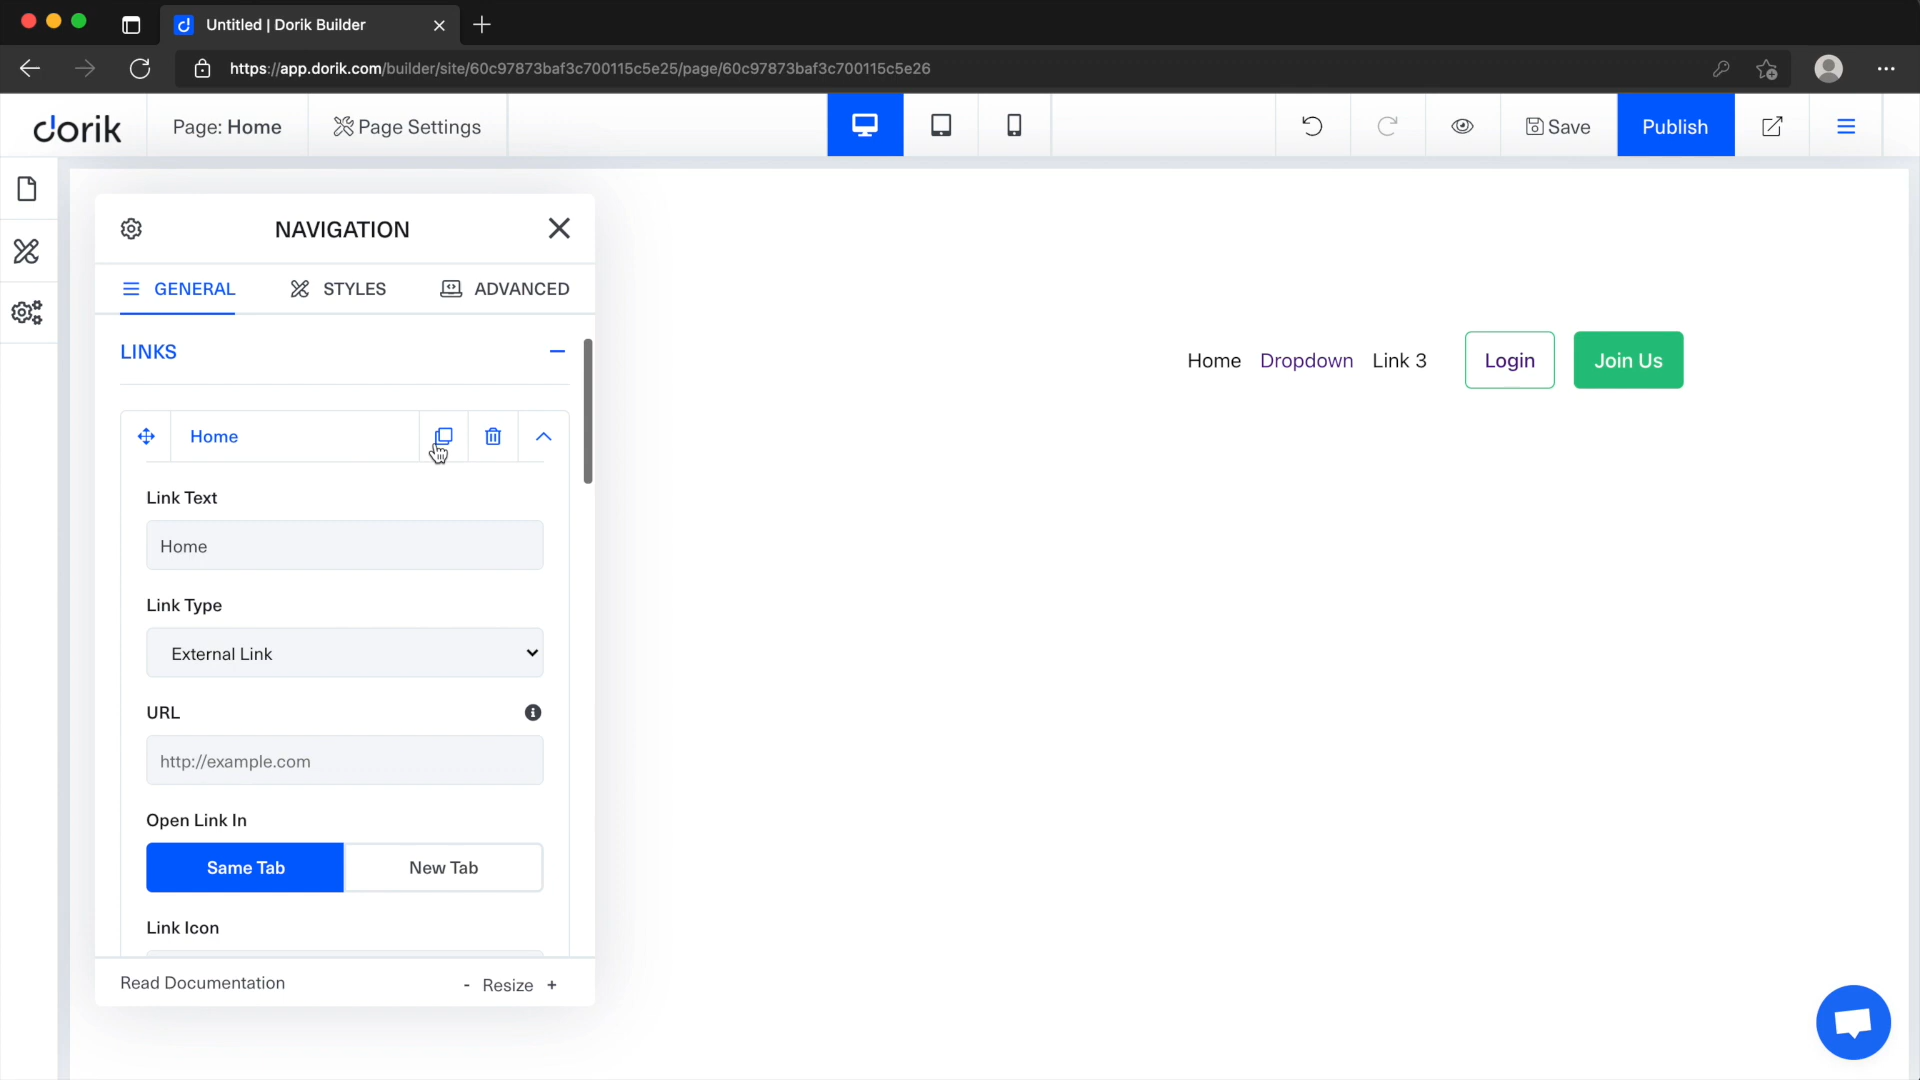 Untitled | Dorik Builder
https://app.dorik.com/builder/site/60c97873baf3c700115c5e25/page/60c97873baf3c700115c5e26
dorik Page: Home Page Settings Save Publish
NAVIGATION
GENERAL STYLES ADVANCED
LINKS
Home Dropdown Link 3 Login Join Us
Home
Link Text
Home
Link Type
External Link
URL
http://example.com
Open Link In
Same Tab New Tab
Link Icon
Read Documentation - Resize +